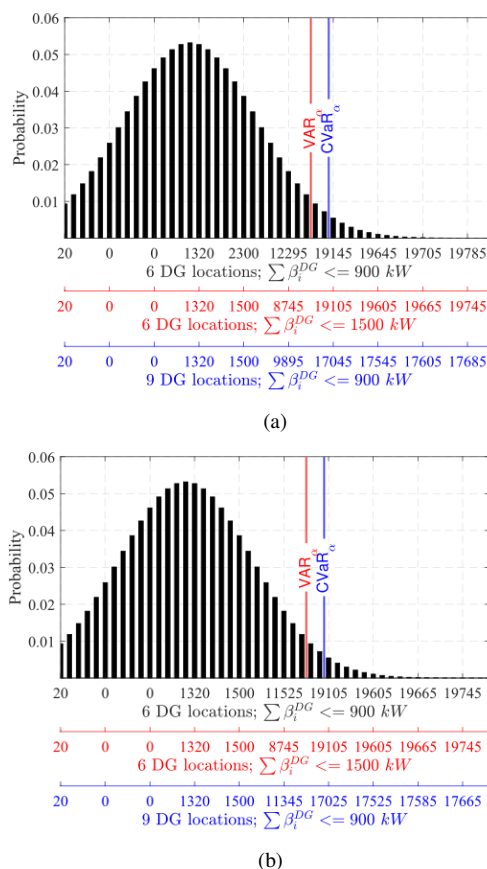 0.06
0.05
0.04
0.03
0.02
0.01
Probability
VAR_α
CVaR_α
20 0 0 1320 2300 12295 19145 19645 19705 19785
6 DG locations; ∑ β_i^{DG} <= 900 kW
20 0 0 1320 1500 8745 19105 19605 19665 19745
6 DG locations; ∑ β_i^{DG} <= 1500 kW
20 0 0 1320 1500 9895 17045 17545 17605 17685
9 DG locations; ∑ β_i^{DG} <= 900 kW
(a)
0.06
0.05
0.04
0.03
0.02
0.01
Probability
VAR_α
CVaR_α
20 0 0 1320 1500 11525 19105 19605 19665 19745
6 DG locations; ∑ β_i^{DG} <= 900 kW
20 0 0 1320 1500 8745 19105 19605 19665 19745
6 DG locations; ∑ β_i^{DG} <= 1500 kW
20 0 0 1320 1500 11345 17025 17525 17585 17665
9 DG locations; ∑ β_i^{DG} <= 900 kW
(b)